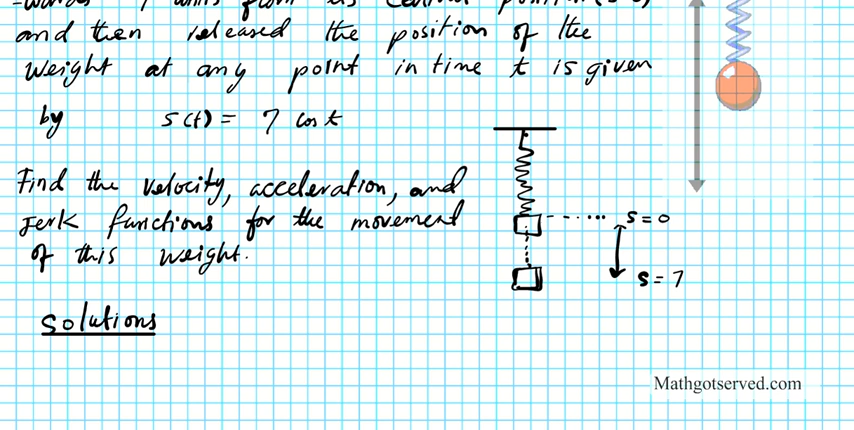 and then released the position of the
weight at any point in time t is given
by s(t) = 7 cos t
Find the velocity, acceleration, and
Jerk functions for the movement
of this weight.
s = 0
s = 7
Solutions
Mathgotserved.com